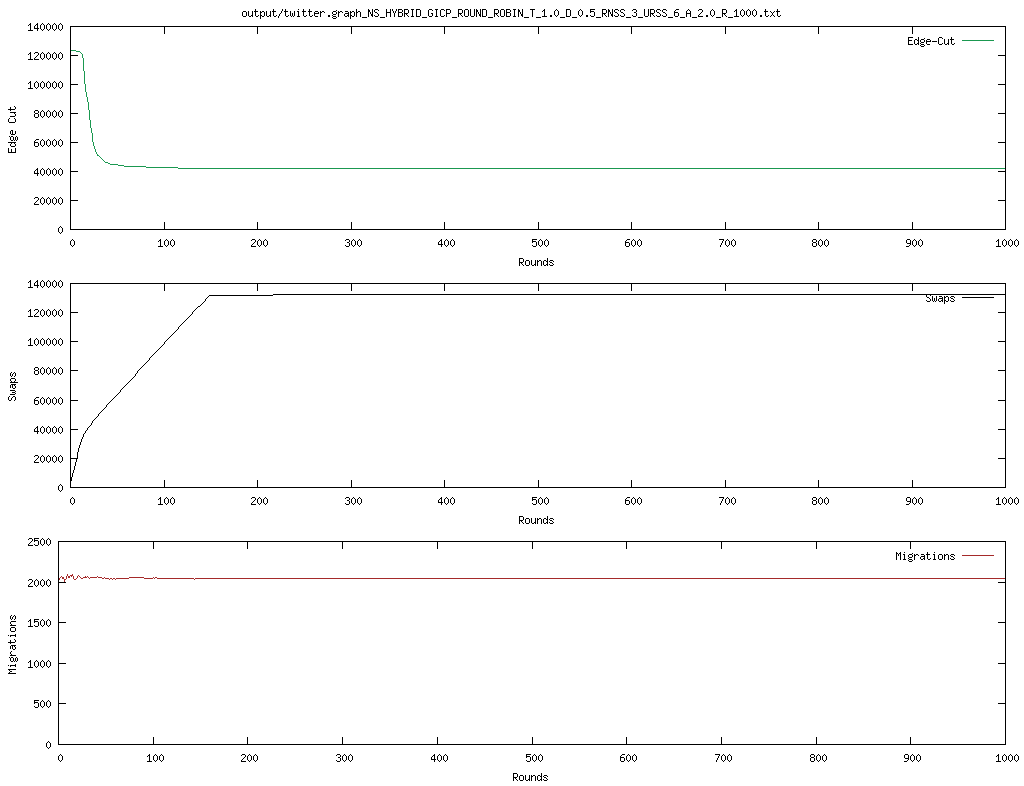 output/twitter.graph_NS_HYBRID_GICP_ROUND_ROBIN_T_1.0_D_0.5_RNSS_3_URSS_6_A_2.0_R_1000.txt
140000
120000
100000
80000
60000
40000
20000
0
Edge Cut
Edge-Cut
0 100 200 300 400 500 600 700 800 900 1000
Rounds
140000
120000
100000
80000
60000
40000
20000
0
Swaps
Swaps
0 100 200 300 400 500 600 700 800 900 1000
Rounds
2500
2000
1500
1000
500
0
Migrations
Migrations
0 100 200 300 400 500 600 700 800 900 1000
Rounds